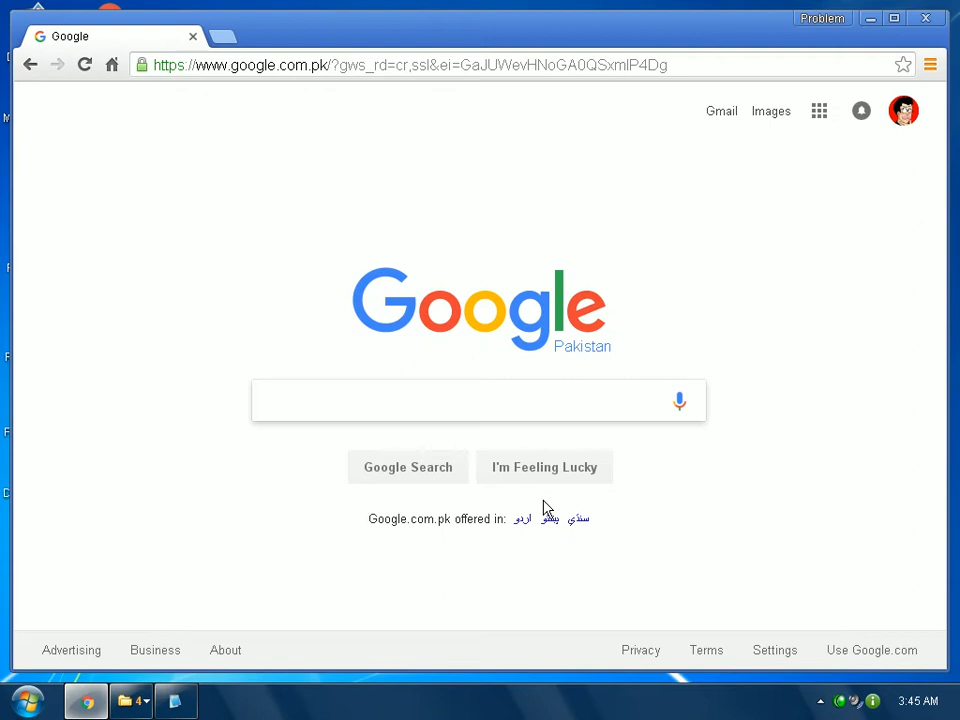 Problem
Google
https://www.google.com.pk/?gws_rd=cr,ssl&ei=GaJUWevHNoGA0QSxmIP4Dg
Gmail Images
Google
Pakistan
Google Search I'm Feeling Lucky
Google.com.pk offered in: اردو پښتو سنڌي
Advertising Business About Privacy Terms Settings Use Google.com
4 3:45 AM